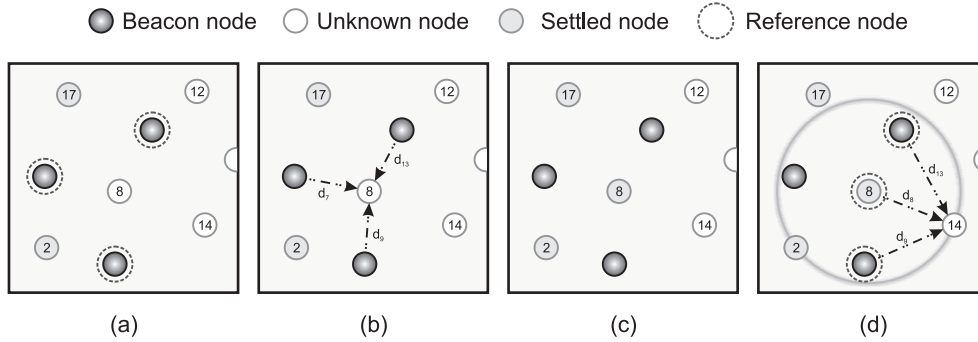 Beacon node Unknown node Settled node Reference node
17 12 17 12 17 12 17 12
d13 d13
8 8 8 8 d8
d7
14 14 14 14
2 d9 2 2 d9
2
(a) (b) (c) (d)